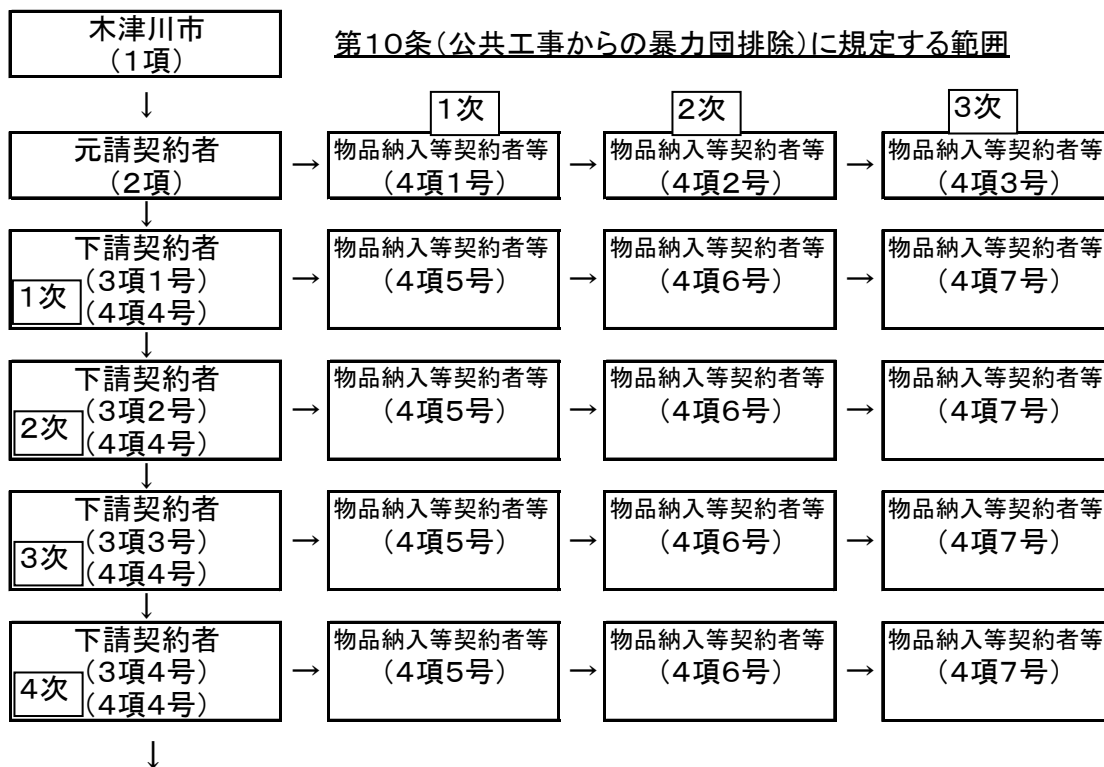 木津川市
(1項)
第10条(公共工事からの暴力団排除)に規定する範囲
↓
1次
2次
3次
元請契約者
(2項)
→
物品納入等契約者等
(4項1号)
→
物品納入等契約者等
(4項2号)
→
物品納入等契約者等
(4項3号)
↓
下請契約者
(3項1号)
1次
(4項4号)
→
物品納入等契約者等
(4項5号)
→
物品納入等契約者等
(4項6号)
→
物品納入等契約者等
(4項7号)
↓
下請契約者
(3項2号)
2次
(4項4号)
→
物品納入等契約者等
(4項5号)
→
物品納入等契約者等
(4項6号)
→
物品納入等契約者等
(4項7号)
↓
下請契約者
(3項3号)
3次
(4項4号)
→
物品納入等契約者等
(4項5号)
→
物品納入等契約者等
(4項6号)
→
物品納入等契約者等
(4項7号)
↓
下請契約者
(3項4号)
4次
(4項4号)
→
物品納入等契約者等
(4項5号)
→
物品納入等契約者等
(4項6号)
→
物品納入等契約者等
(4項7号)
↓